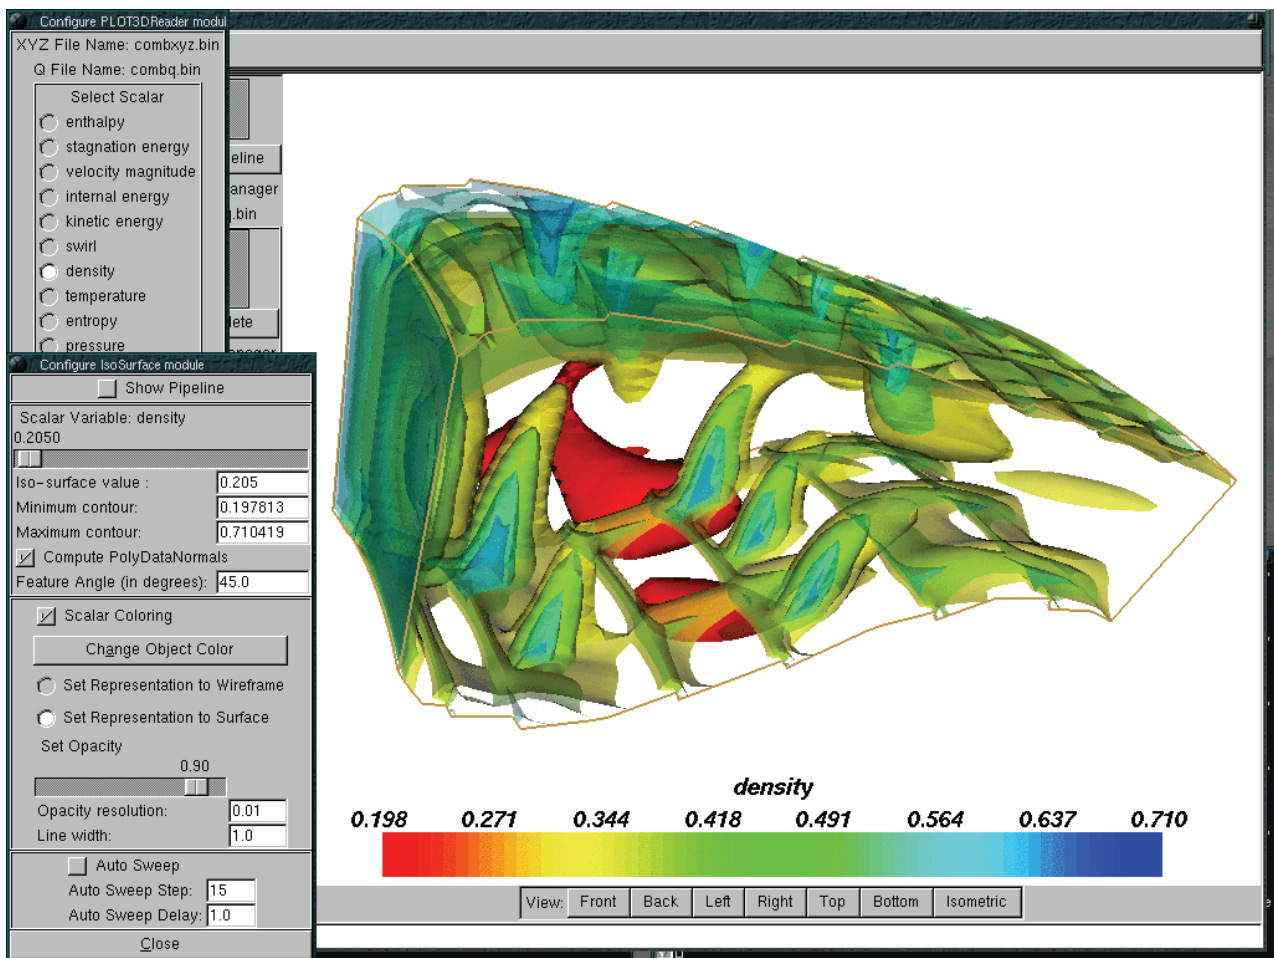 Configure PLOT3DReader modul
XYZ File Name: combxyz.bin
Q File Name: combq.bin
Select Scalar
enthalpy
stagnation energy
velocity magnitude
internal energy
kinetic energy
swirl
density
temperature
entropy
pressure
eline
anager
.bin
lete
Configure IsoSurface module
Show Pipeline
Scalar Variable: density
0.2050
Iso-surface value : 0.205
Minimum contour: 0.197813
Maximum contour: 0.710419
Compute PolyDataNormals
Feature Angle (in degrees): 45.0
Scalar Coloring
Change Object Color
Set Representation to Wireframe
Set Representation to Surface
Set Opacity
0.90
Opacity resolution: 0.01
Line width: 1.0
Auto Sweep
Auto Sweep Step: 15
Auto Sweep Delay: 1.0
Close
density
0.198 0.271 0.344 0.418 0.491 0.564 0.637 0.710
View: Front Back Left Right Top Bottom Isometric